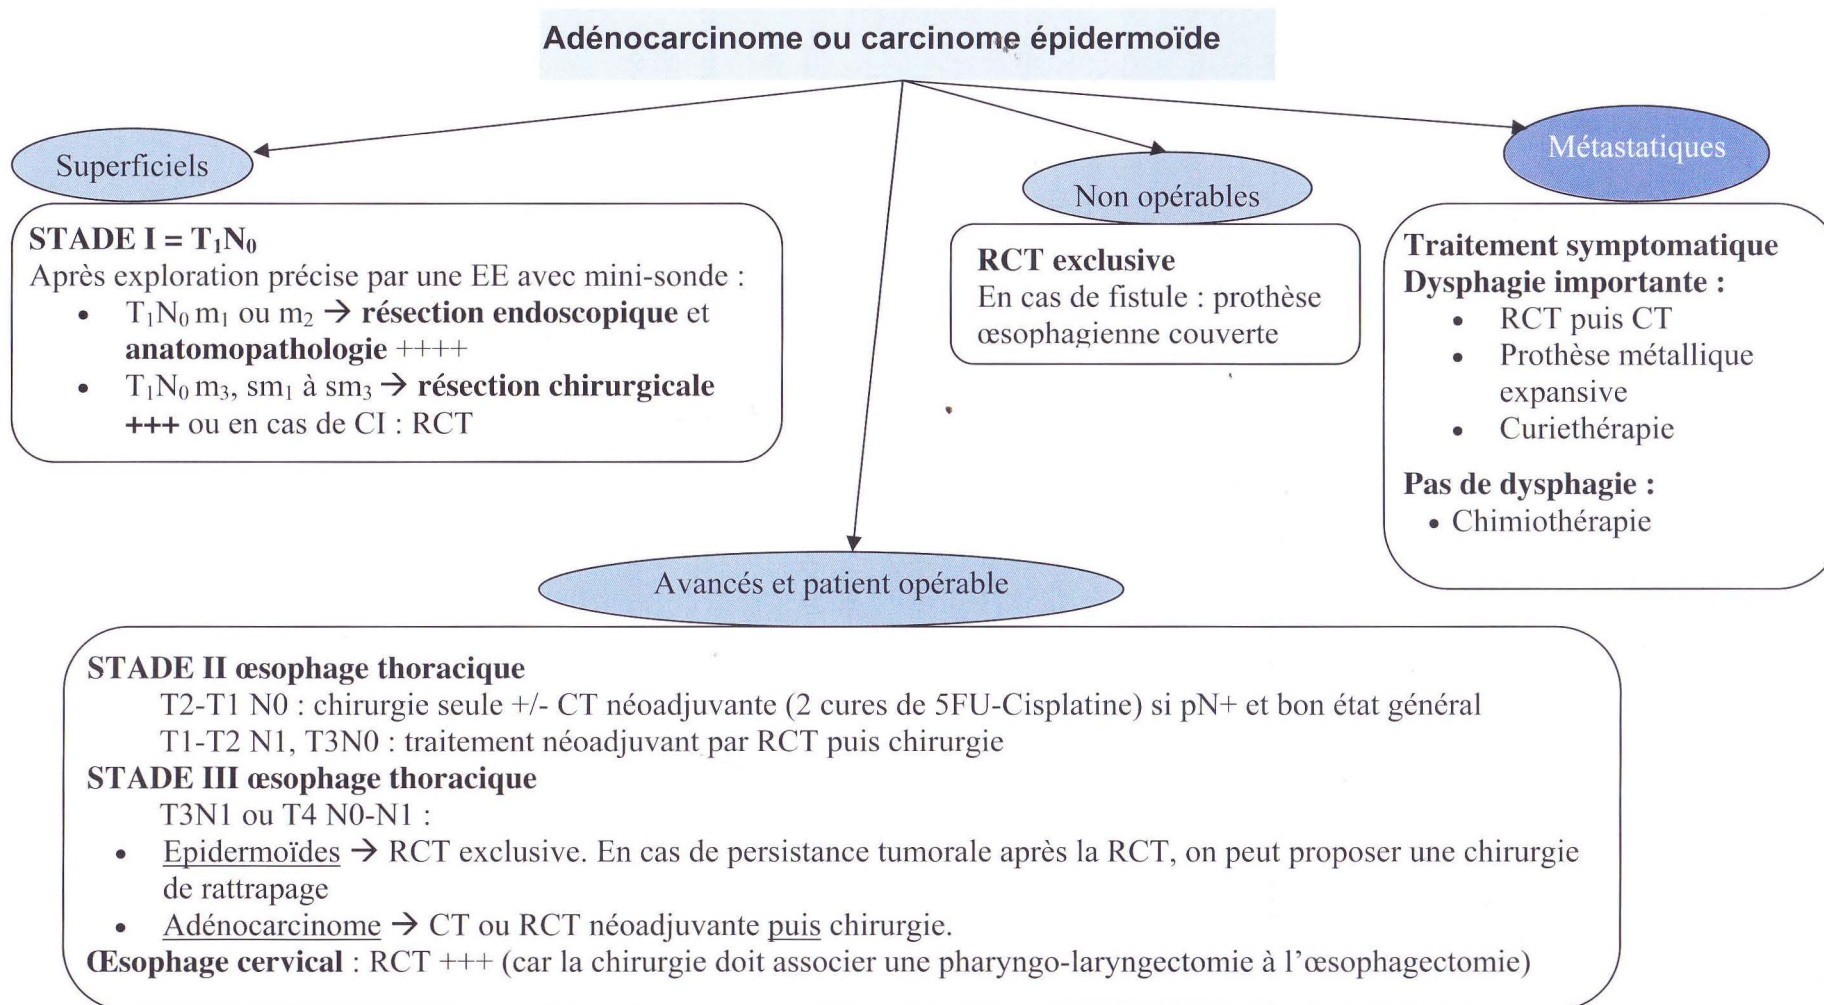 Adénocarcinome ou carcinome épidermoïde
Superficiels
STADE I = T₁N₀
Après exploration précise par une EE avec mini-sonde :
• T₁N₀ m₁ ou m₂ → résection endoscopique et
anatomopathologie ++++
• T₁N₀ m₃, sm₁ à sm₃ → résection chirurgicale
+++ ou en cas de CI : RCT
Non opérables
RCT exclusive
En cas de fistule : prothèse
œsophagienne couverte
Métastatiques
Traitement symptomatique
Dysphagie importante :
• RCT puis CT
• Prothèse métallique
expansive
• Curiethérapie
Pas de dysphagie :
• Chimiothérapie
Avancés et patient opérable
STADE II œsophage thoracique
T2-T1 N0 : chirurgie seule +/- CT néoadjuvante (2 cures de 5FU-Cisplatine) si pN+ et bon état général
T1-T2 N1, T3N0 : traitement néoadjuvant par RCT puis chirurgie
STADE III œsophage thoracique
T3N1 ou T4 N0-N1 :
• Epidermoïdes → RCT exclusive. En cas de persistance tumorale après la RCT, on peut proposer une chirurgie
de rattrapage
• Adénocarcinome → CT ou RCT néoadjuvante puis chirurgie.
Œsophage cervical : RCT +++ (car la chirurgie doit associer une pharyngo-laryngectomie à l'œsophagectomie)